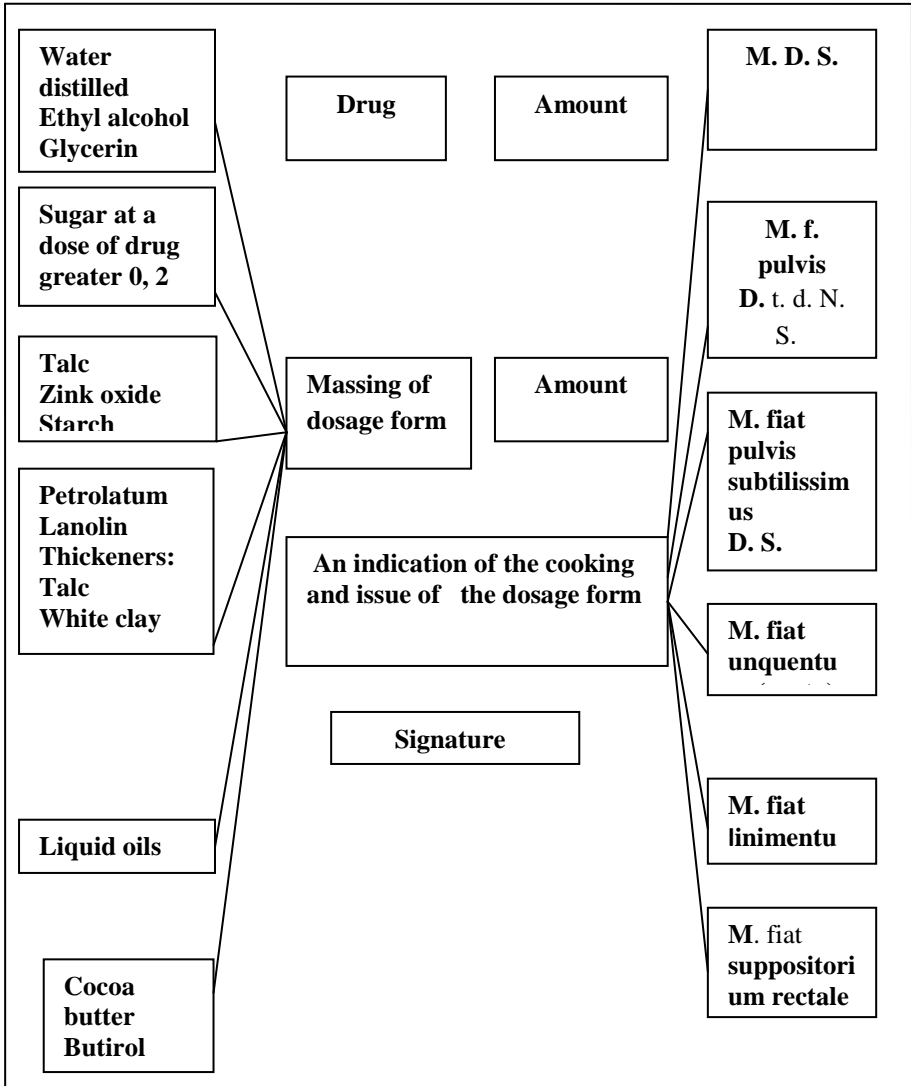 Water
distilled
Ethyl alcohol
Glycerin
Sugar at a
dose of drug
greater 0, 2
Talc
Zink oxide
Starch
Petrolatum
Lanolin
Thickeners:
Talc
White clay
Liquid oils
Cocoa
butter
Butirol
Drug
Amount
Massing of
dosage form
Amount
An indication of the cooking
and issue of the dosage form
Signature
M. D. S.
M. f.
pulvis
D. t. d. N.
S.
M. fiat
pulvis
subtilissim
us
D. S.
M. fiat
unquentu
M. fiat
linimentu
M. fiat
suppositori
um rectale